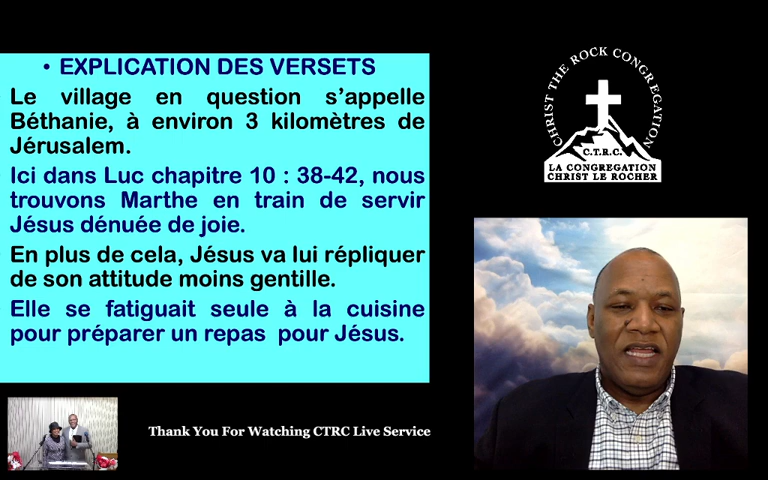 • EXPLICATION DES VERSETS
Le village en question s’appelle
Béthanie, à environ 3 kilomètres de
Jérusalem.
Ici dans Luc chapitre 10 : 38-42, nous
trouvons Marthe en train de servir
Jésus dénuée de joie.
En plus de cela, Jésus va lui répliquer
de son attitude moins gentille.
Elle se fatiguait seule à la cuisine
pour préparer un repas pour Jésus.
CHRIST THE ROCK CONGREGATION
C.T.R.C.
LA CONGREGATION
CHRIST LE ROCHER
Thank You For Watching CTRC Live Service